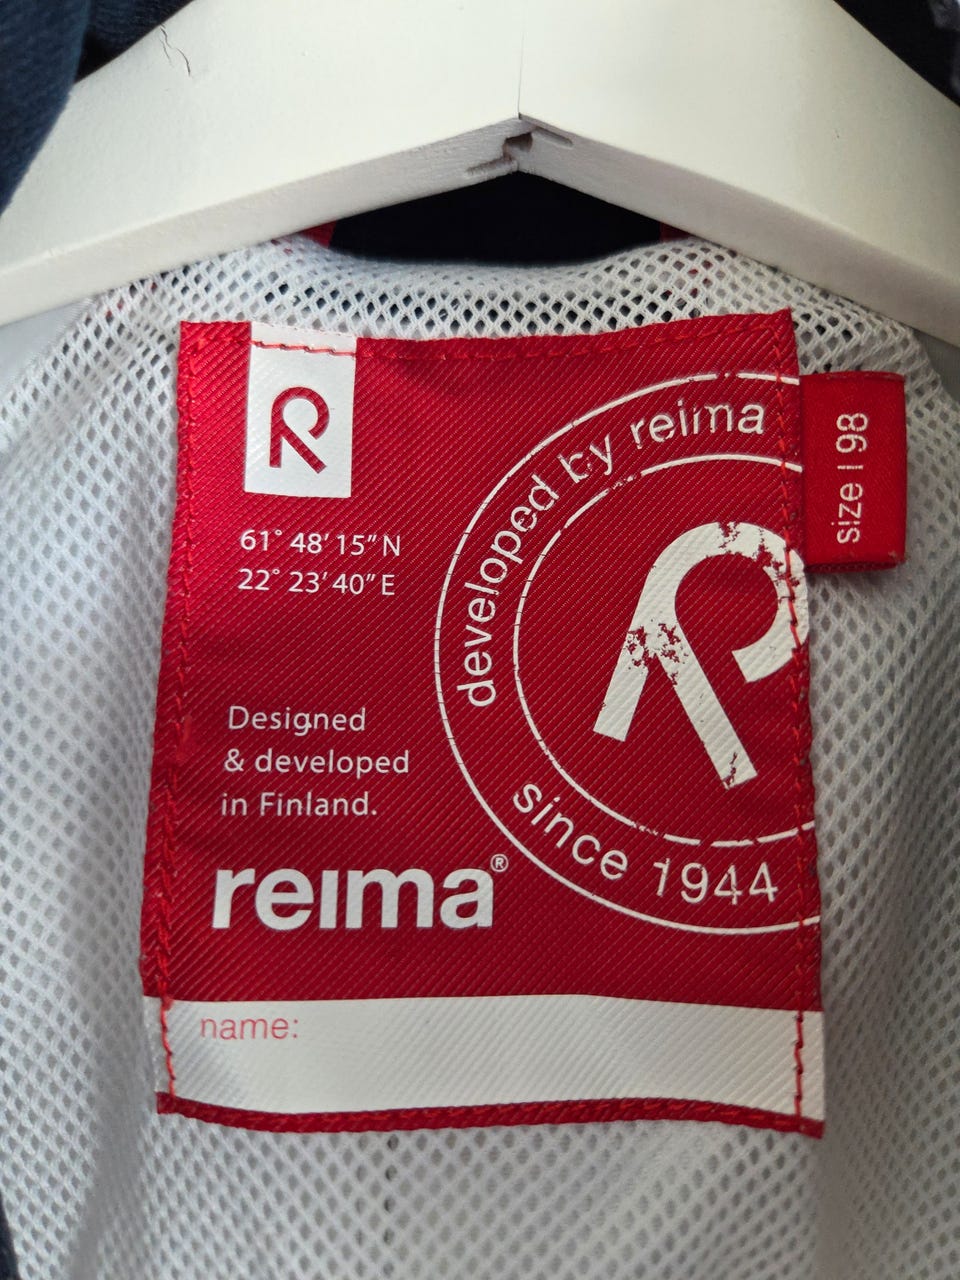 61° 48' 15" N
22° 23' 40" E
Designed
& developed
in Finland.
reima®
developed by reima
since 1944
size | 98
name: